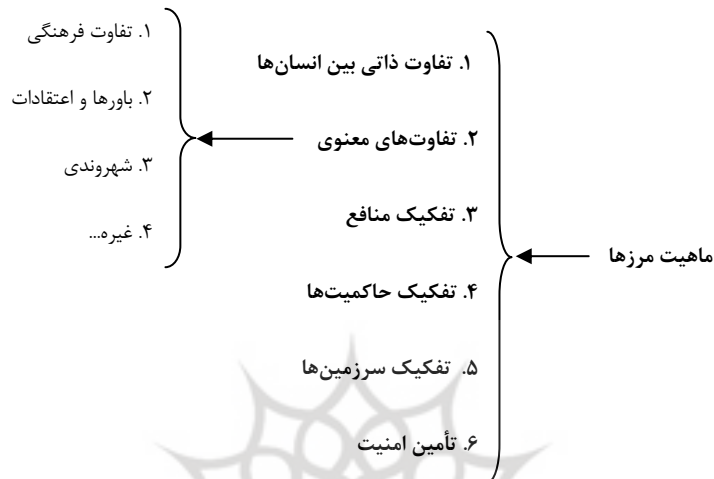 ماهیت مرزها
۱. تفاوت ذاتی بین انسان‌ها
۲. تفاوت‌های معنوی
۳. تفکیک منافع
۴. تفکیک حاکمیت‌ها
۵. تفکیک سرزمین‌ها
۶. تأمین امنیت
۱. تفاوت فرهنگی
۲. باورها و اعتقادات
۳. شهروندی
۴. غیره...